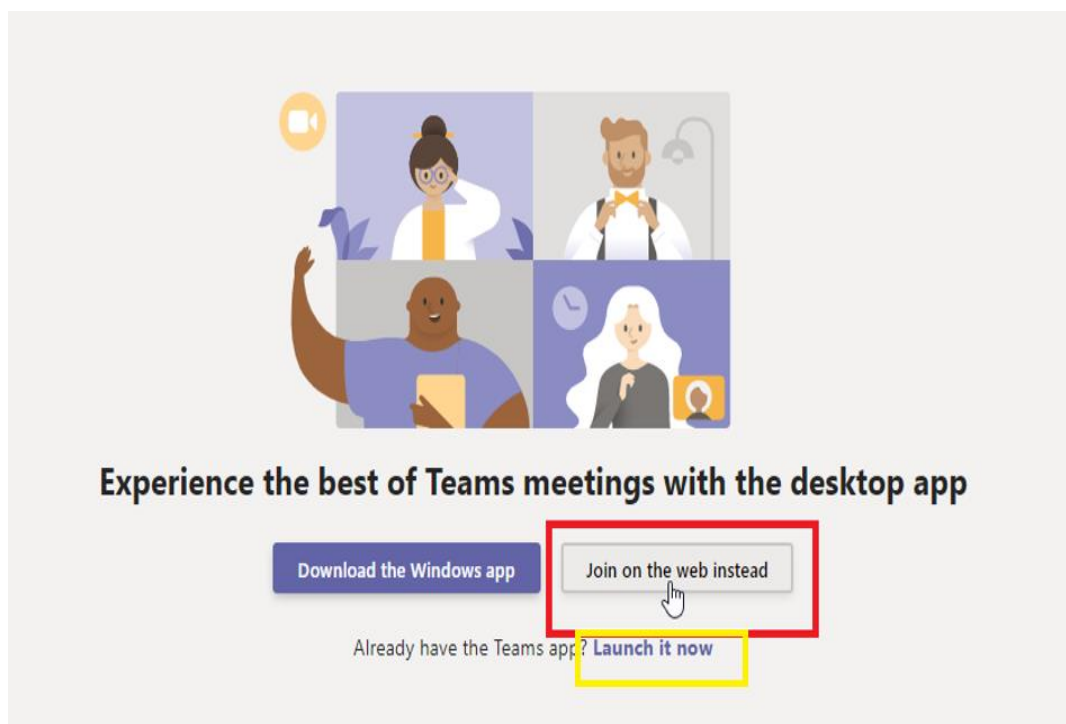 Experience the best of Teams meetings with the desktop app
Download the Windows app
Join on the web instead
Already have the Teams app? Launch it now